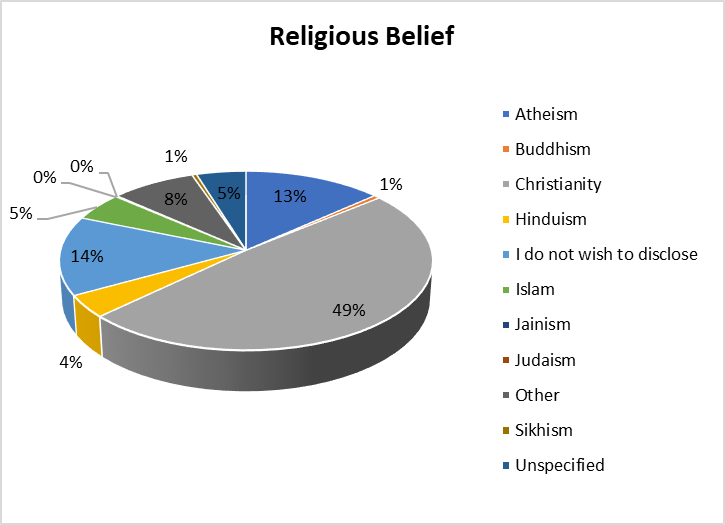 Religious Belief
1%
13%
5%
8%
0%
0%
5%
14%
4%
49%
1%
Atheism
Buddhism
Christianity
Hinduism
I do not wish to disclose
Islam
Jainism
Judaism
Other
Sikhism
Unspecified